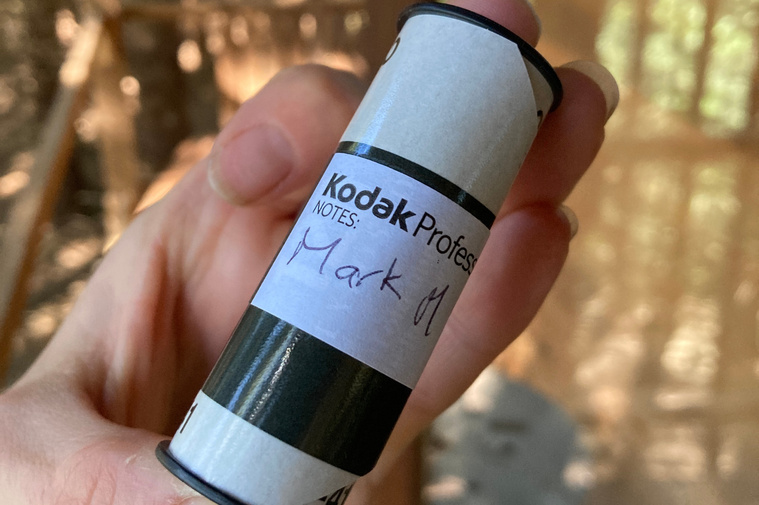 Kodak Profess
NOTES:
Mark M